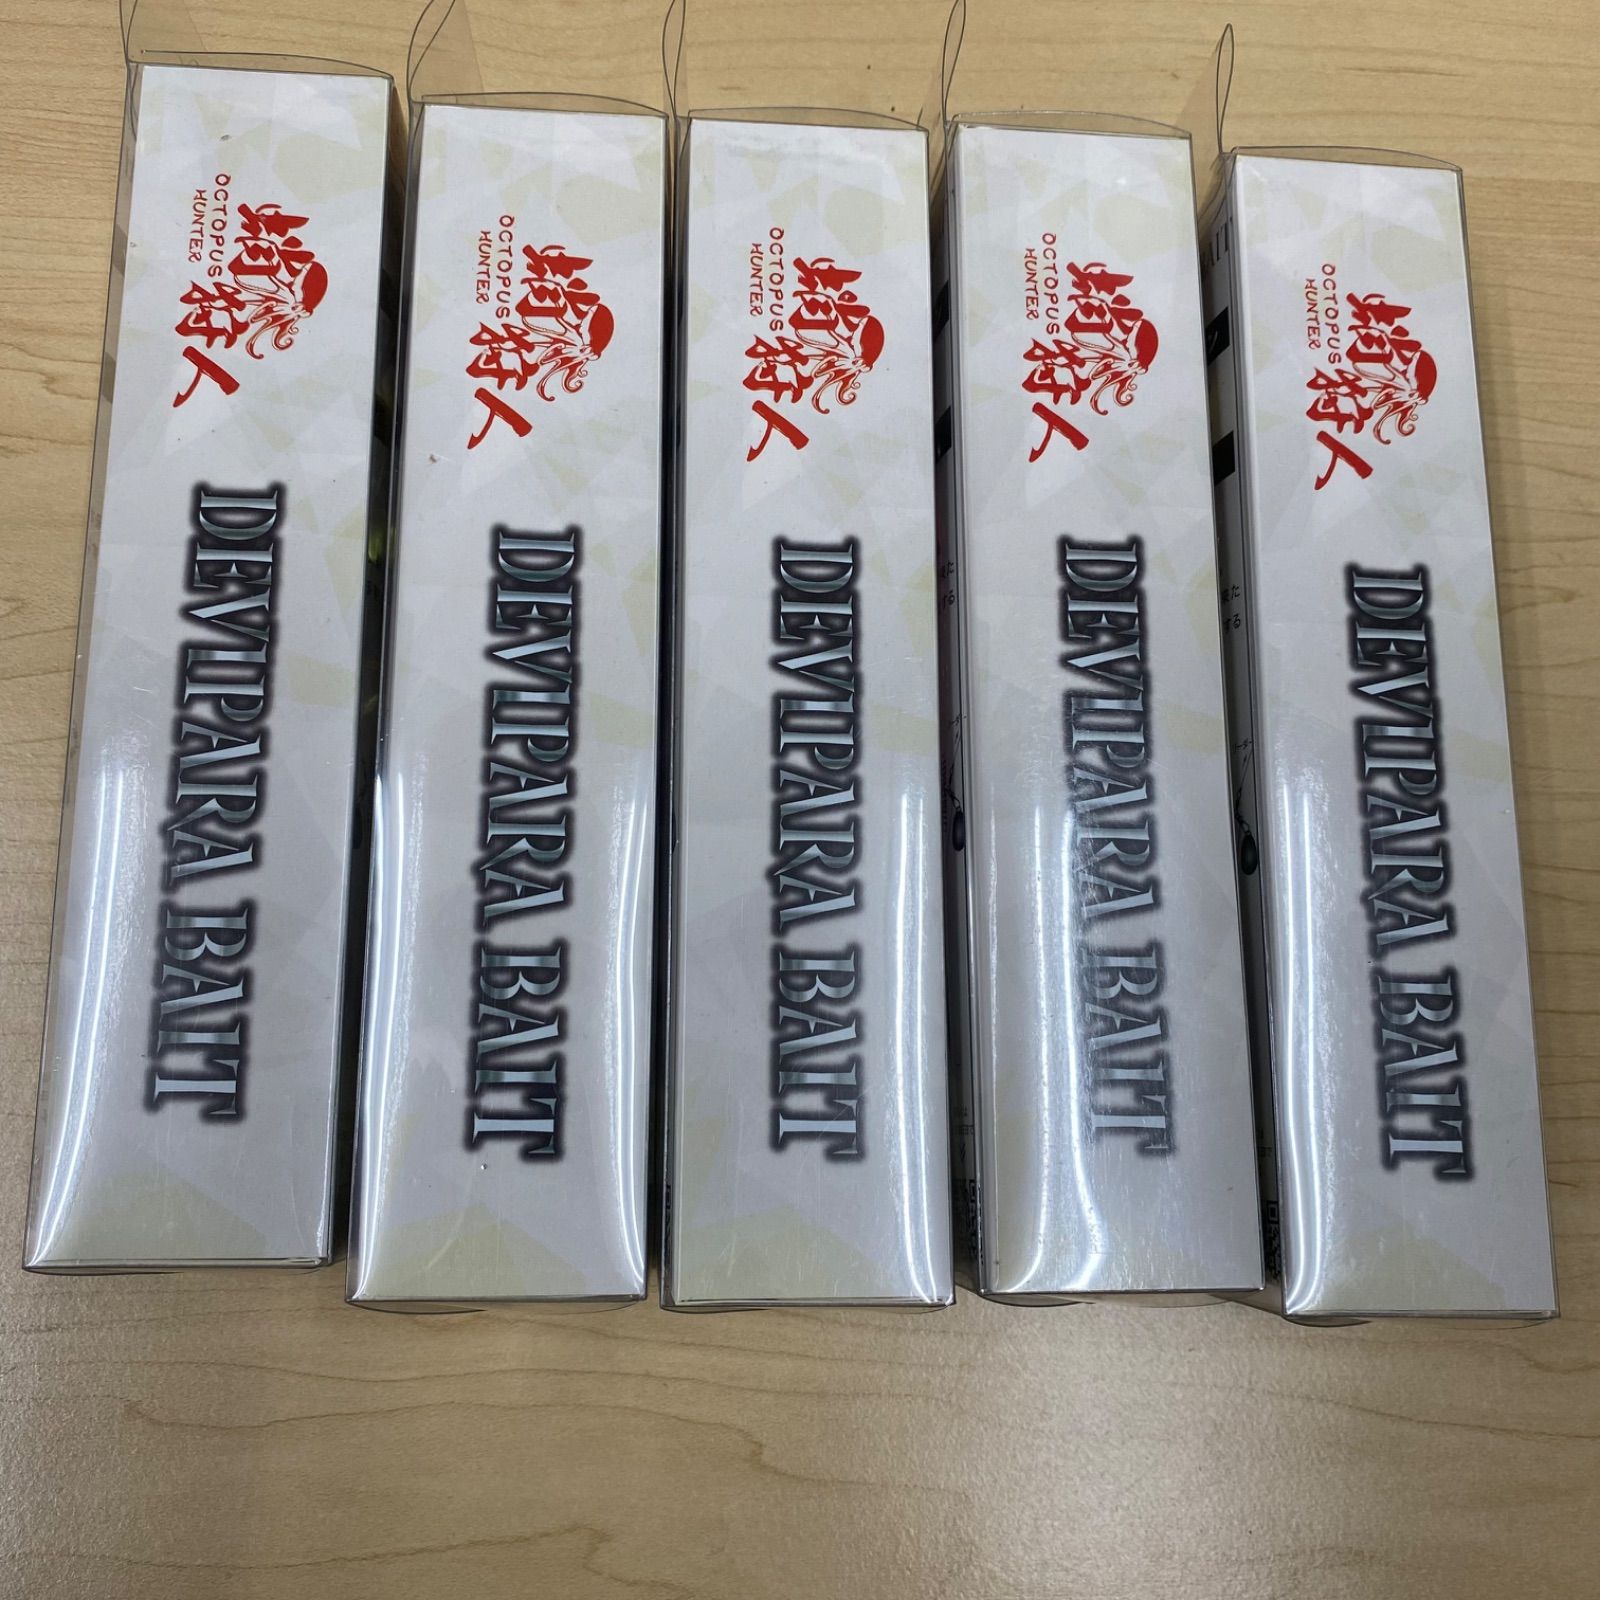 蛸狩人
OCTOPUS
HUNTER
DEVIPARA BAIT
蛸狩人
OCTOPUS
HUNTER
DEVIPARA BAIT
蛸狩人
OCTOPUS
HUNTER
DEVIPARA BAIT
蛸狩人
OCTOPUS
HUNTER
DEVIPARA BAIT
蛸狩人
OCTOPUS
HUNTER
DEVIPARA BAIT